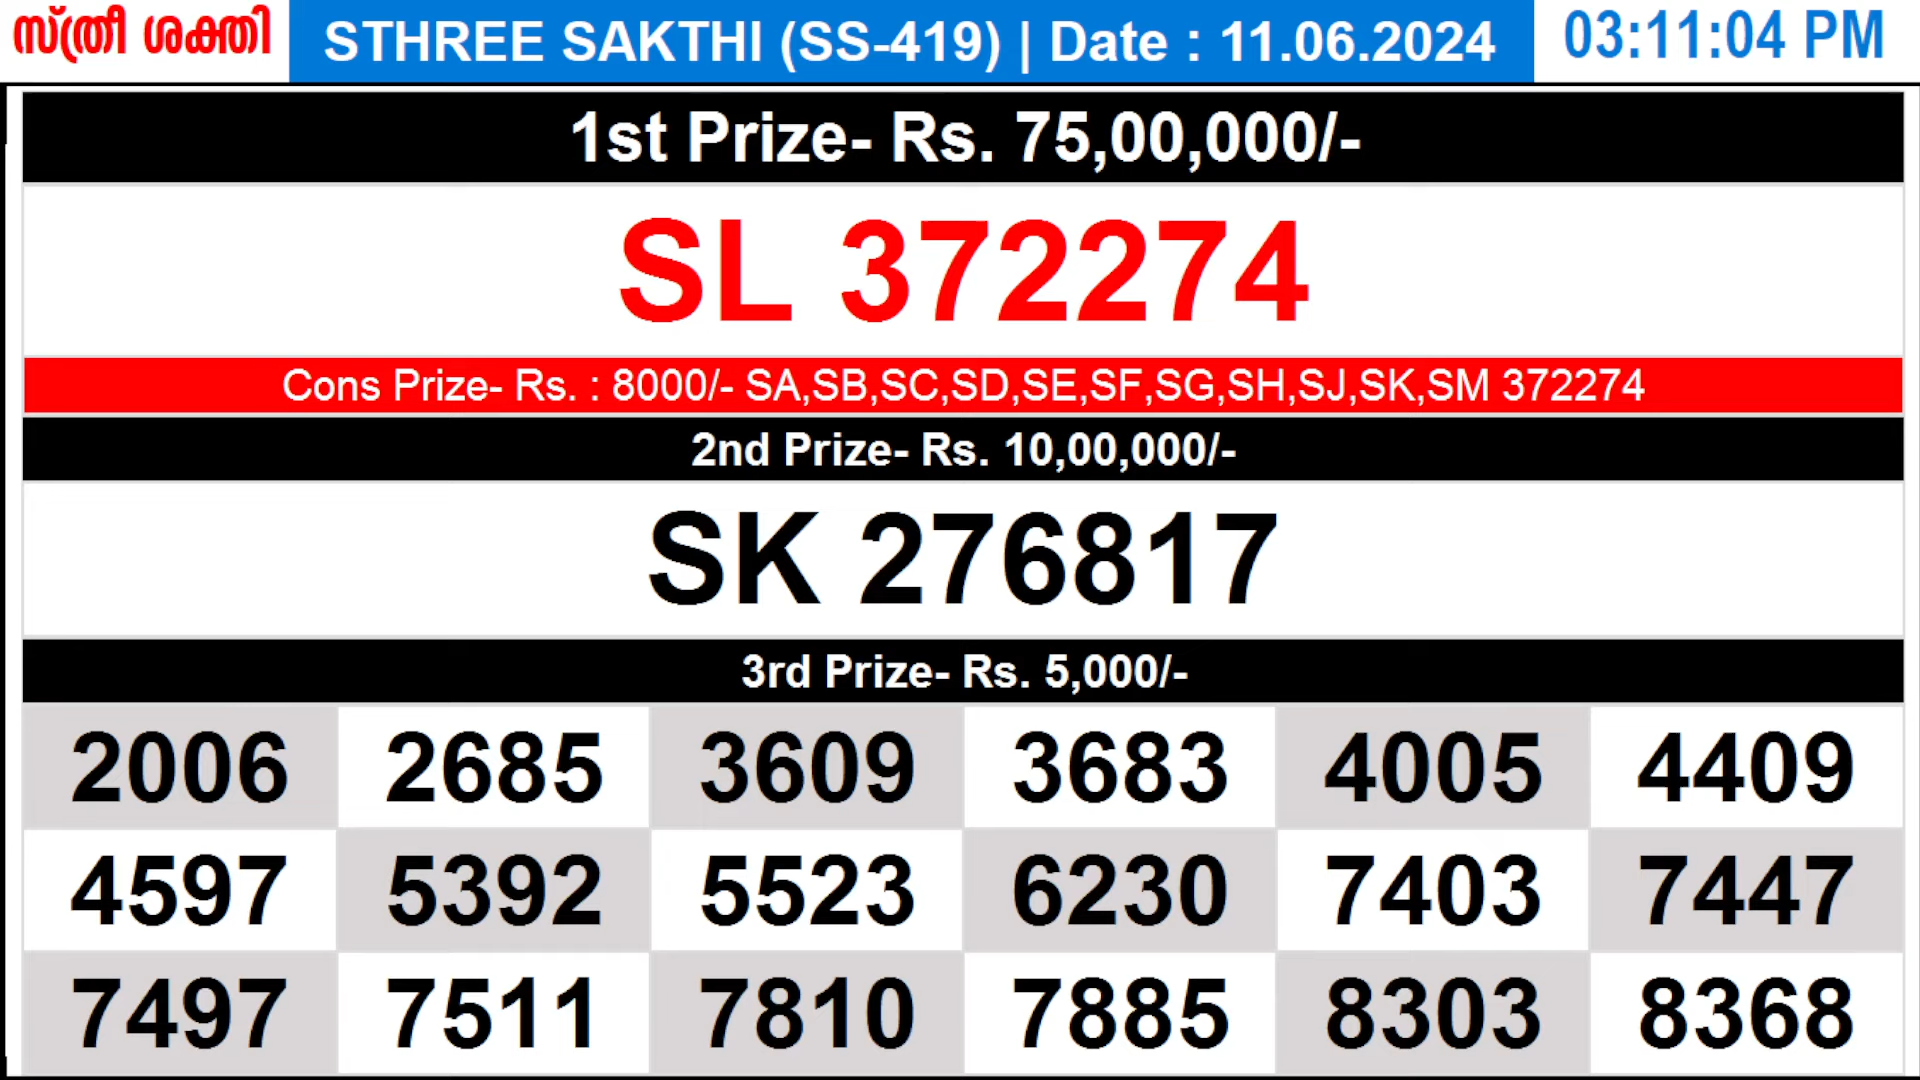 സ്ത്രീ ശക്തി STHREE SAKTHI (SS-419) | Date : 11.06.2024 03:11:04 PM
1st Prize- Rs. 75,00,000/-
SL 372274
Cons Prize- Rs. : 8000/- SA,SB,SC,SD,SE,SF,SG,SH,SJ,SK,SM 372274
2nd Prize- Rs. 10,00,000/-
SK 276817
3rd Prize- Rs. 5,000/-
2006 2685 3609 3683 4005 4409
4597 5392 5523 6230 7403 7447
7497 7511 7810 7885 8303 8368